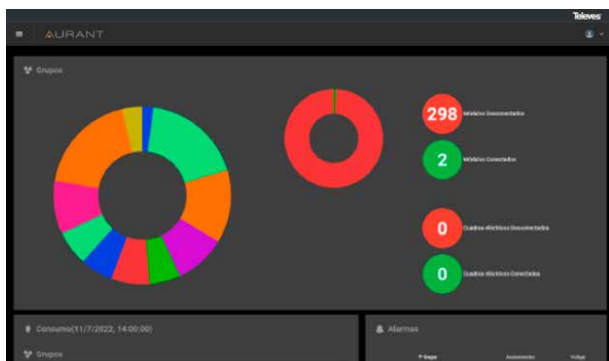 Televes
AURANT
Grupos
298 Módulos Desconectados
2 Módulos Conectados
0 Cuadros eléctricos Desconectados
0 Cuadros eléctricos Conectados
Consumo(11/7/2022, 14:00:00)
Alarmas
Grupos